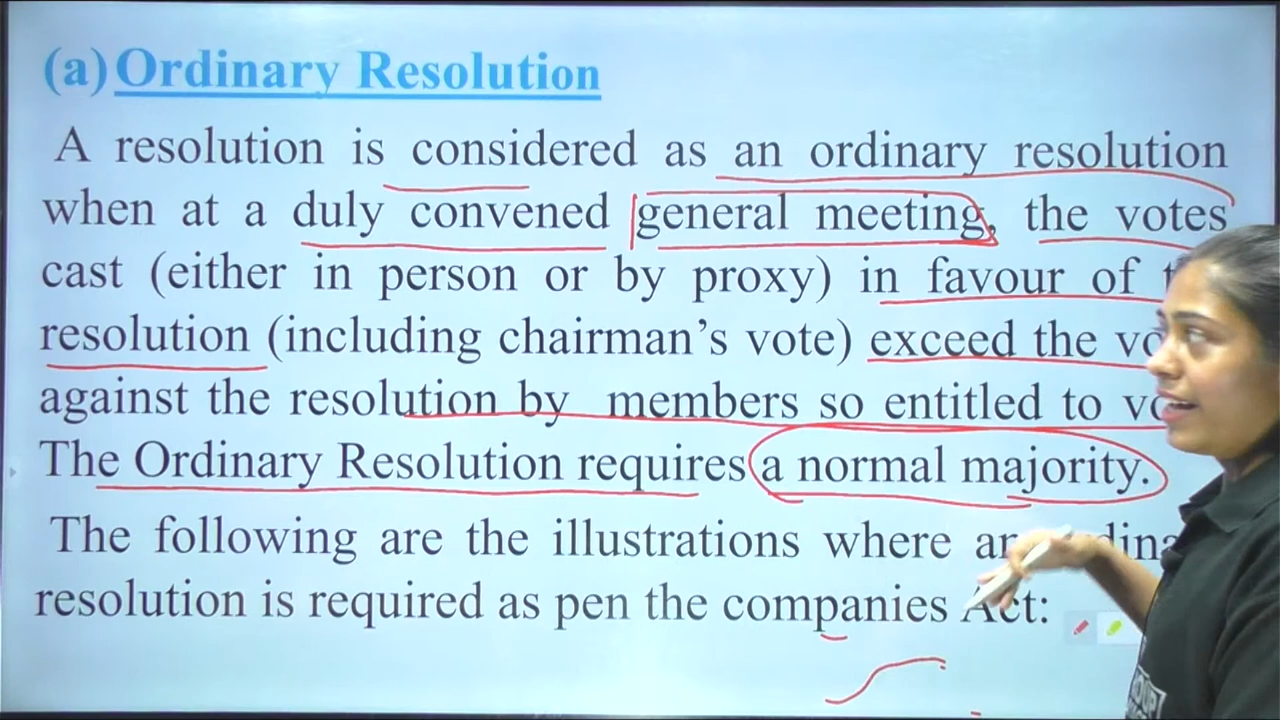 (a) Ordinary Resolution
A resolution is considered as an ordinary resolution
when at a duly convened general meeting, the votes
cast (either in person or by proxy) in favour of
resolution (including chairman's vote) exceed the
against the resolution by members so entitled to
The Ordinary Resolution requires a normal majority.
The following are the illustrations where an
resolution is required as pen the companies Act: